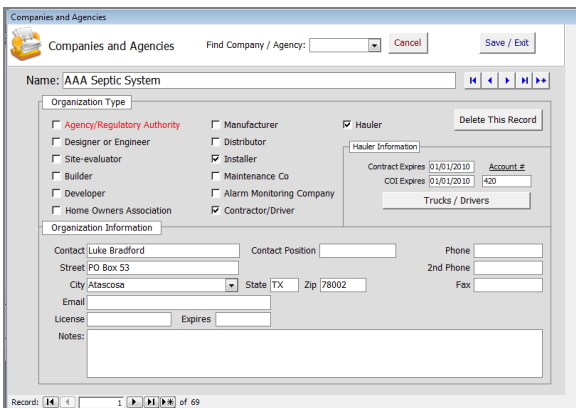 Companies and Agencies
Companies and Agencies Find Company / Agency: Cancel Save / Exit
Name: AAA Septic System
Organization Type
Delete This Record
Agency/Regulatory Authority Manufacturer Hauler
Designer or Engineer Distributor
Hauler Information
Site-evaluator Installer
Contract Expires 01/01/2010 Account #
Builder Maintenance Co
COI Expires 01/01/2010 420
Developer Alarm Monitoring Company
Trucks / Drivers
Home Owners Association Contractor/Driver
Organization Information
Contact Luke Bradford Contact Position Phone
Street PO Box 53 2nd Phone
City Atascosa State TX Zip 78002 Fax
Email
License Expires
Notes:
Record: 1 of 69